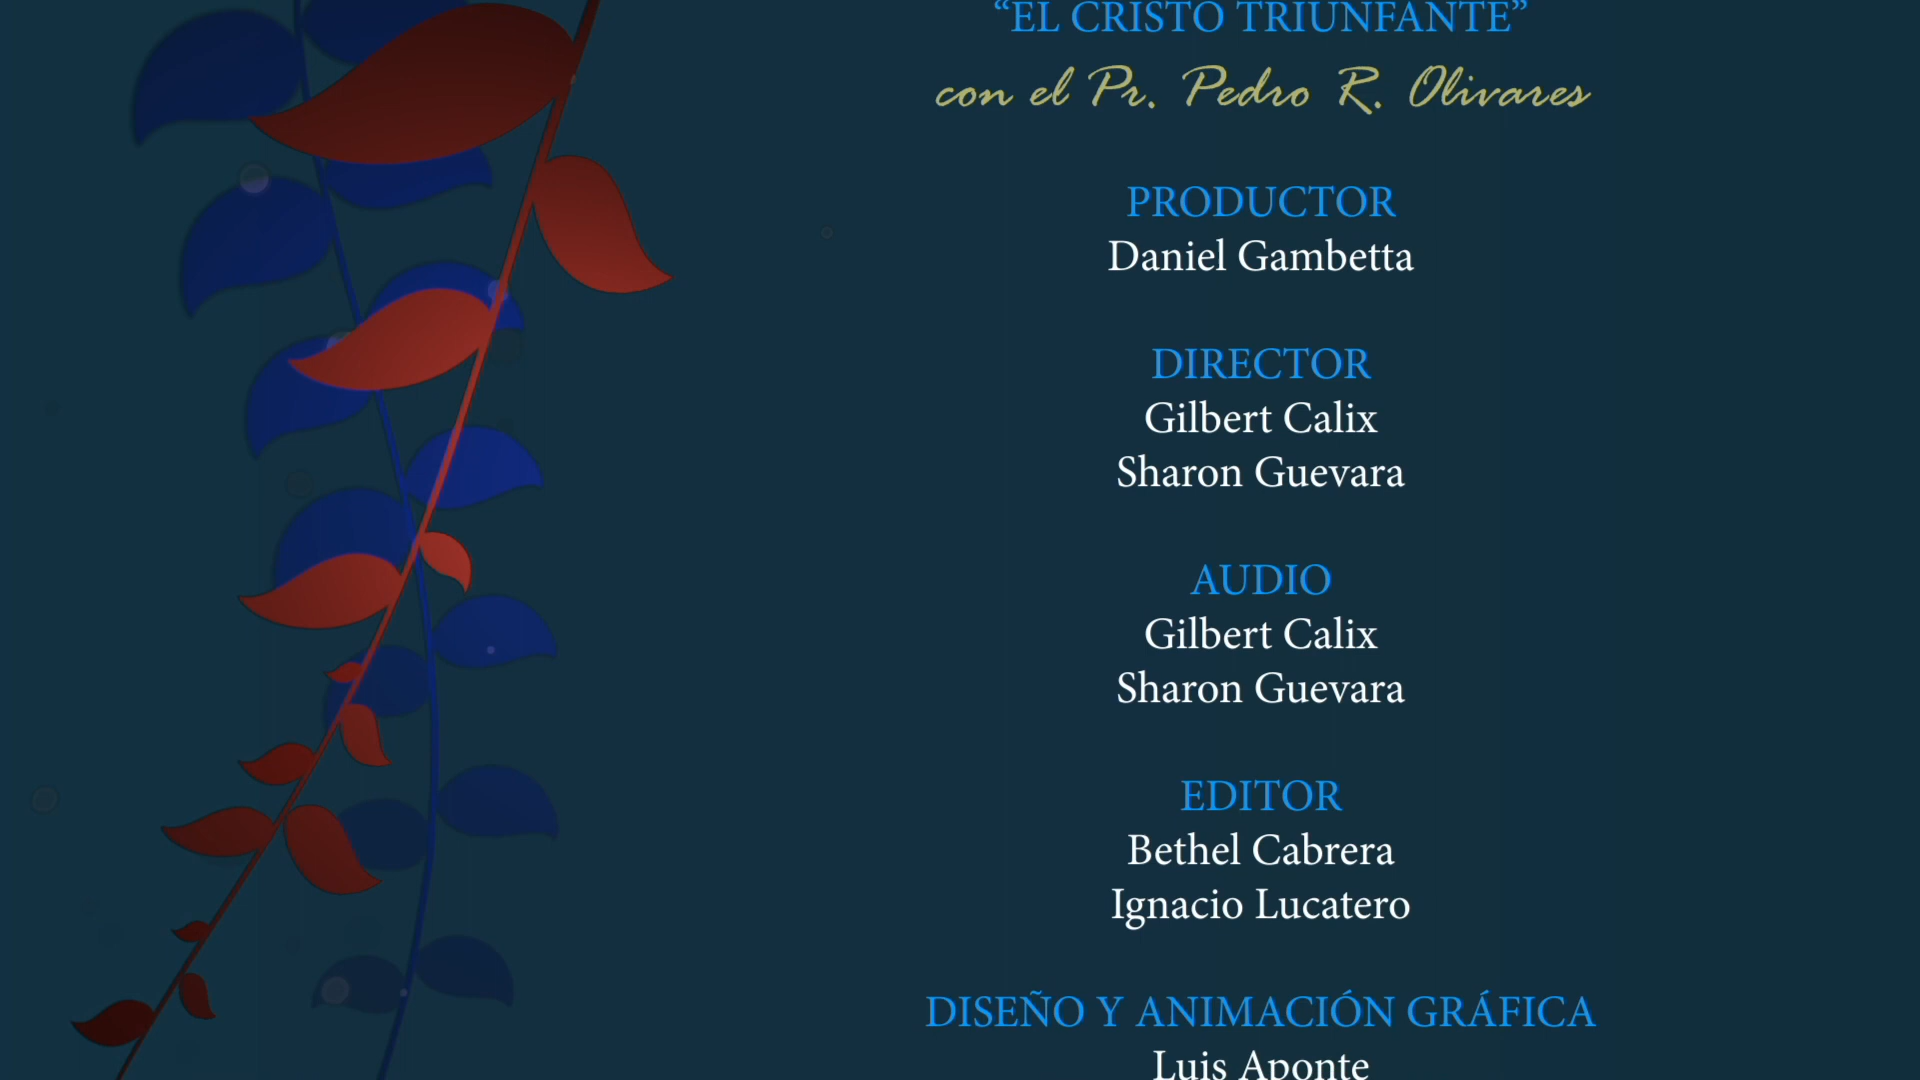 “EL CRISTO TRIUNFANTE”
con el Pr. Pedro R. Olivares
PRODUCTOR
Daniel Gambetta
DIRECTOR
Gilbert Calix
Sharon Guevara
AUDIO
Gilbert Calix
Sharon Guevara
EDITOR
Bethel Cabrera
Ignacio Lucatero
DISEÑO Y ANIMACIÓN GRÁFICA
Luis Aponte